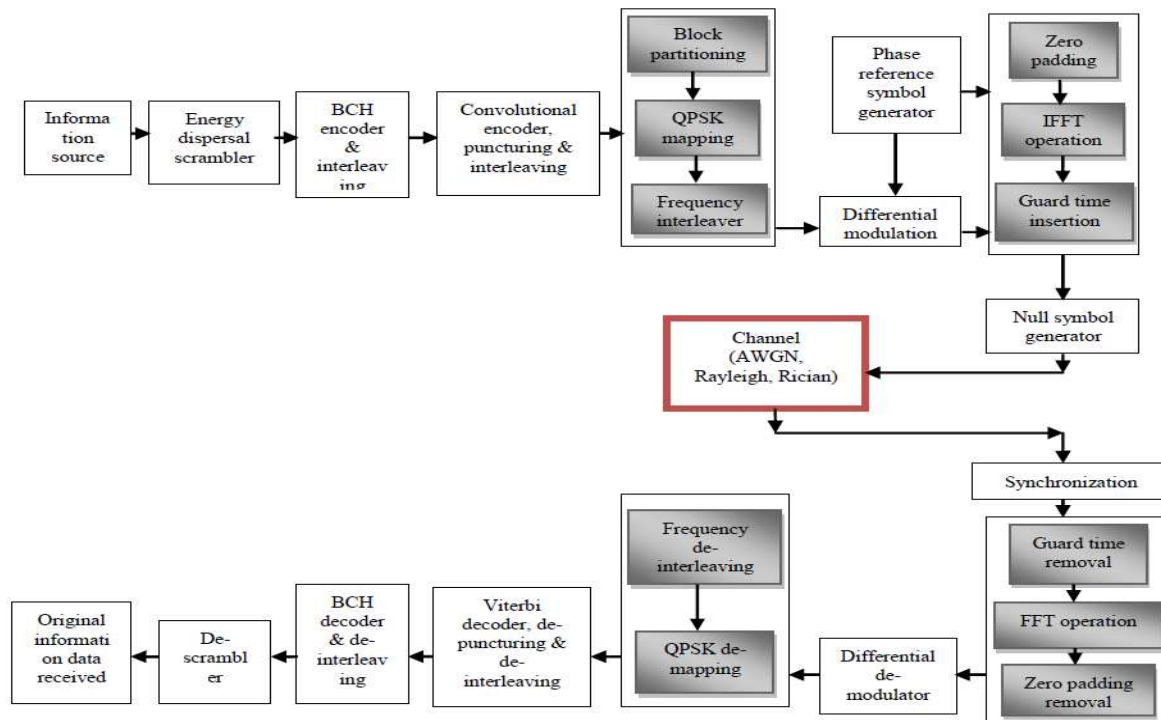 Informa
tion
source
Energy
dispersal
scrambler
BCH
encoder
&
interleav
ing
Convolutional
encoder,
puncturing &
interleaving
Block
partitioning
QPSK
mapping
Frequency
interleaver
Phase
reference
symbol
generator
Differential
modulation
Zero
padding
IFFT
operation
Guard time
insertion
Null symbol
generator
Channel
(AWGN,
Rayleigh, Rician)
Synchronization
Guard time
removal
FFT operation
Zero padding
removal
Differential
de-
modulator
Frequency
de-
interleaving
QPSK de-
mapping
Viterbi
decoder, de-
puncturing &
de-
interleaving
BCH
decoder
& de-
interleav
ing
De-
scrambl
er
Original
informati
on data
received